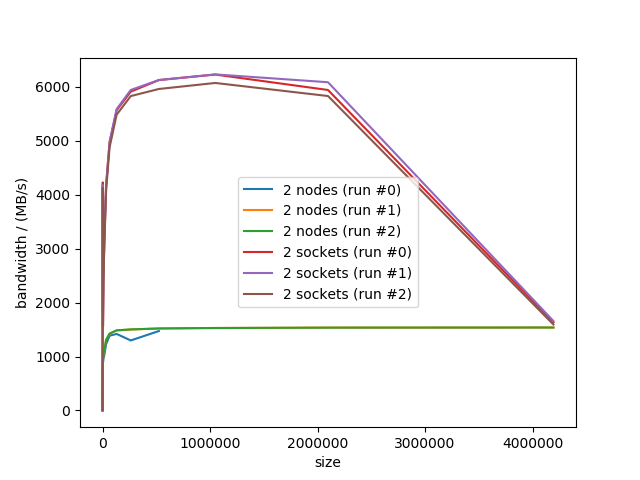 6000
5000
4000
3000
2000
1000
0
bandwidth / (MB/s)
2 nodes (run #0)
2 nodes (run #1)
2 nodes (run #2)
2 sockets (run #0)
2 sockets (run #1)
2 sockets (run #2)
0 1000000 2000000 3000000 4000000
size